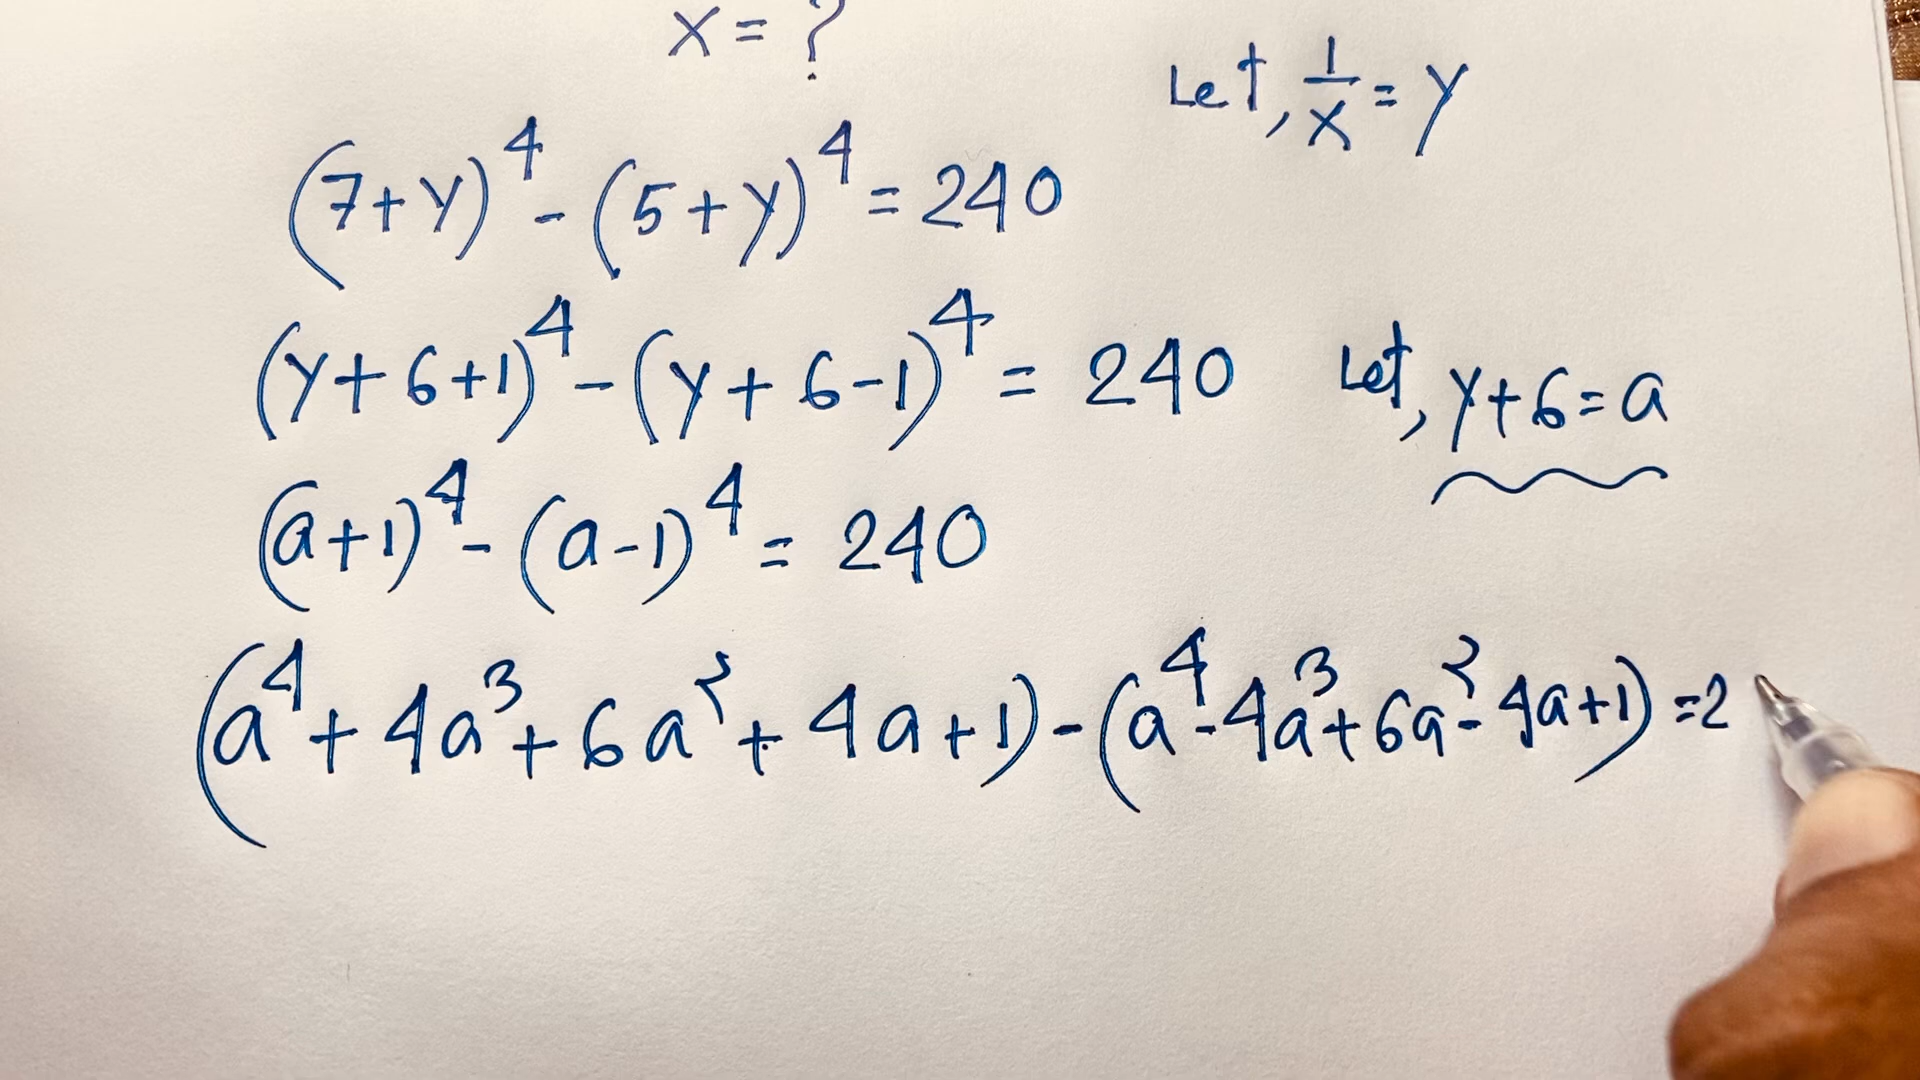 x = ?
Let, 1/x = y
(7+y)⁴ - (5+y)⁴ = 240
(y+6+1)⁴ - (y+6-1)⁴ = 240
Let, y+6=a
(a+1)⁴ - (a-1)⁴ = 240
(a⁴ + 4a³ + 6a² + 4a + 1) - (a⁴ - 4a³ + 6a² - 4a + 1) = 2